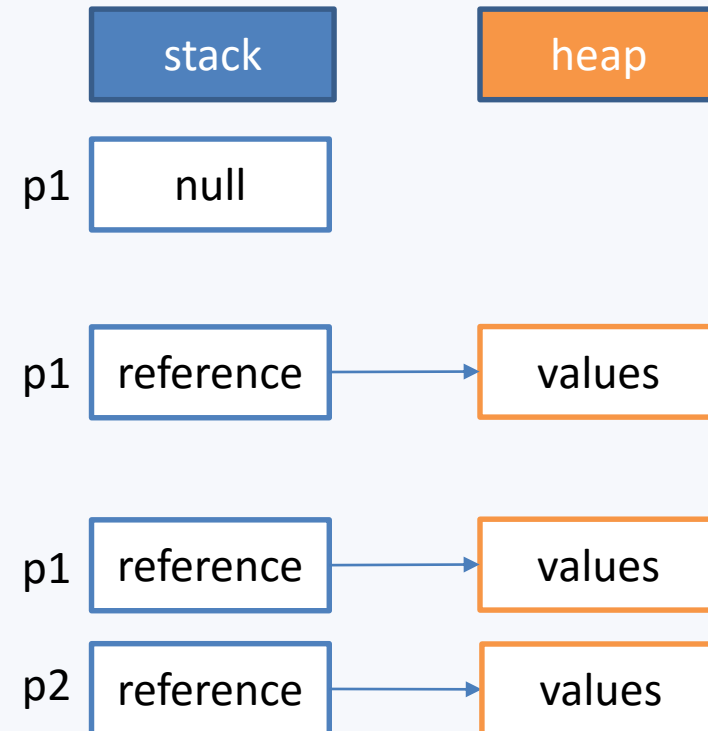 stack heap
p1 null
p1 reference values
p1 reference values
p2 reference values